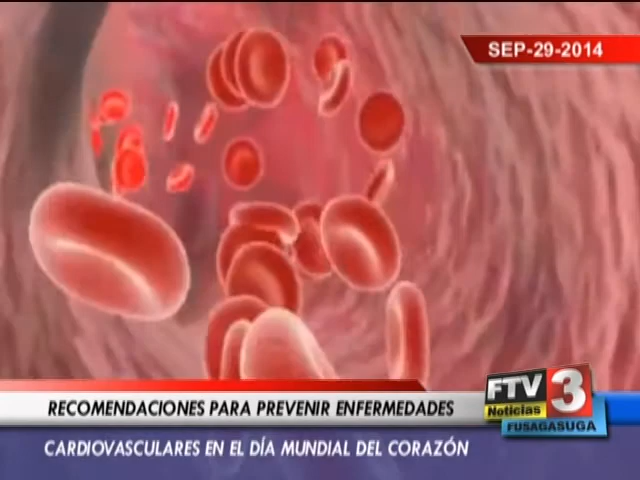 SEP-29-2014
RECOMENDACIONES PARA PREVENIR ENFERMEDADES
CARDIOVASCULARES EN EL DÍA MUNDIAL DEL CORAZÓN
FTV 3
Noticias
FUSAGASUGA